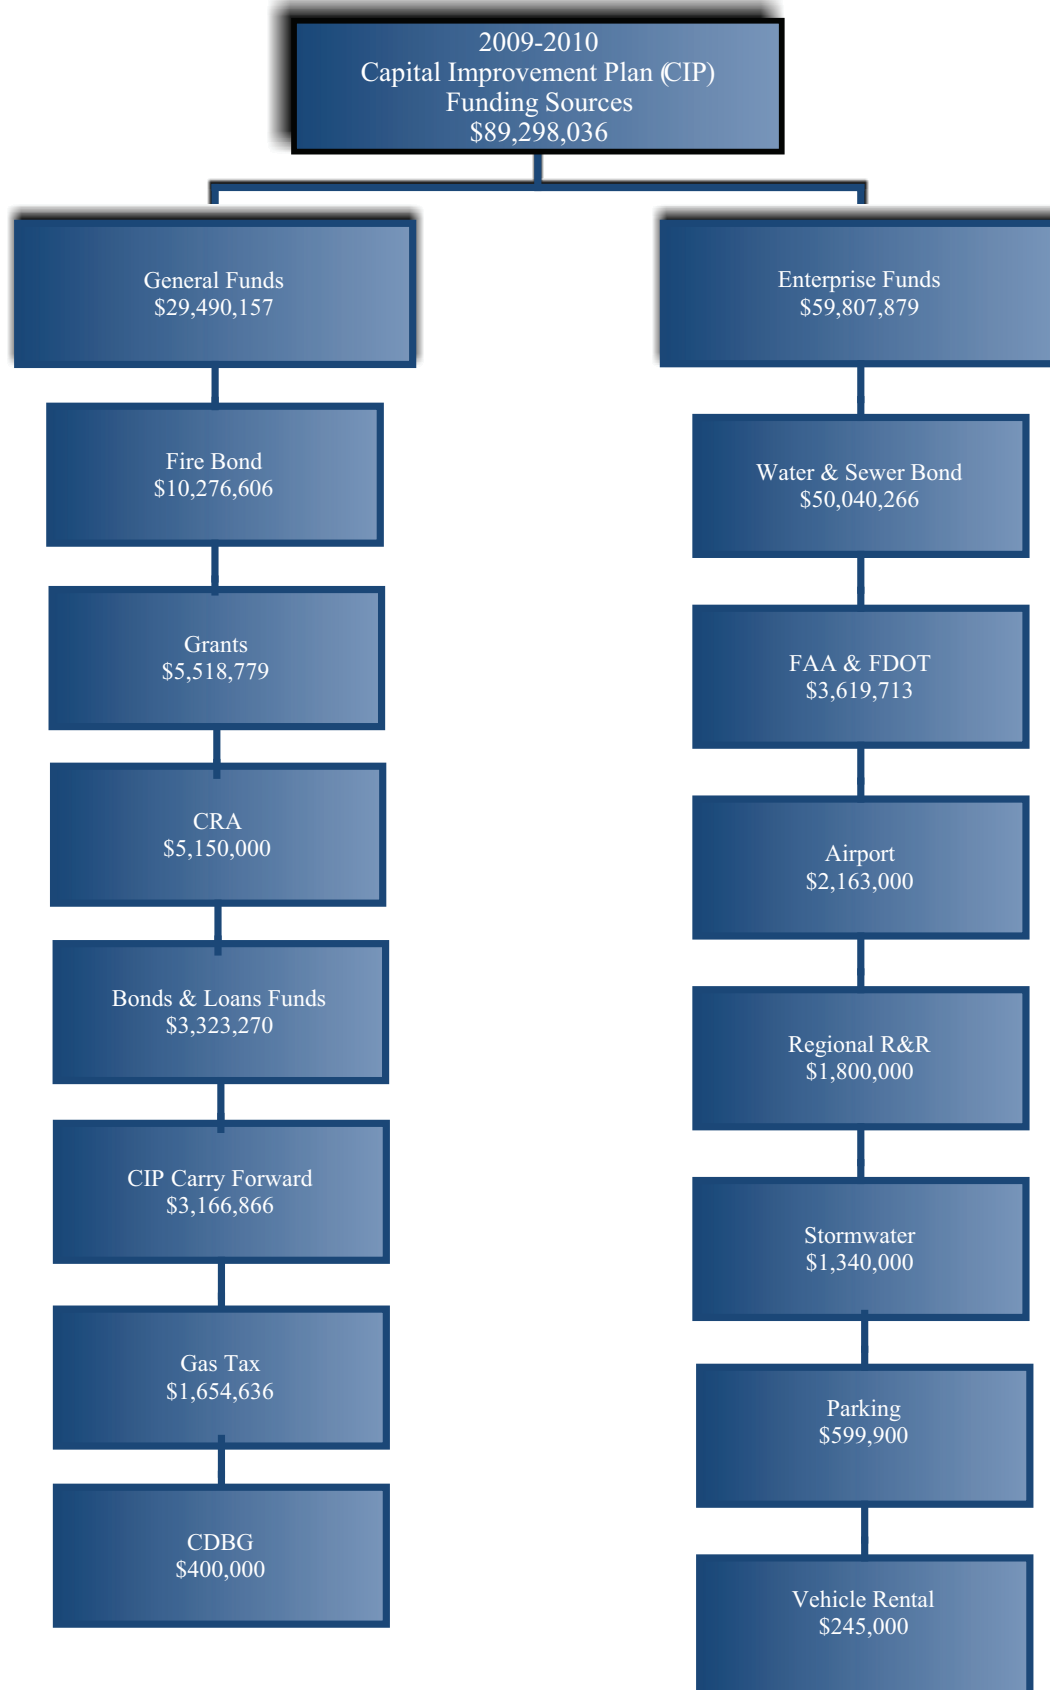 2009-2010
Capital Improvement Plan (CIP)
Funding Sources
$89,298,036
General Funds
$29,490,157
Fire Bond
$10,276,606
Grants
$5,518,779
CRA
$5,150,000
Bonds & Loans Funds
$3,323,270
CIP Carry Forward
$3,166,866
Gas Tax
$1,654,636
CDBG
$400,000
Enterprise Funds
$59,807,879
Water & Sewer Bond
$50,040,266
FAA & FDOT
$3,619,713
Airport
$2,163,000
Regional R&R
$1,800,000
Stormwater
$1,340,000
Parking
$599,900
Vehicle Rental
$245,000